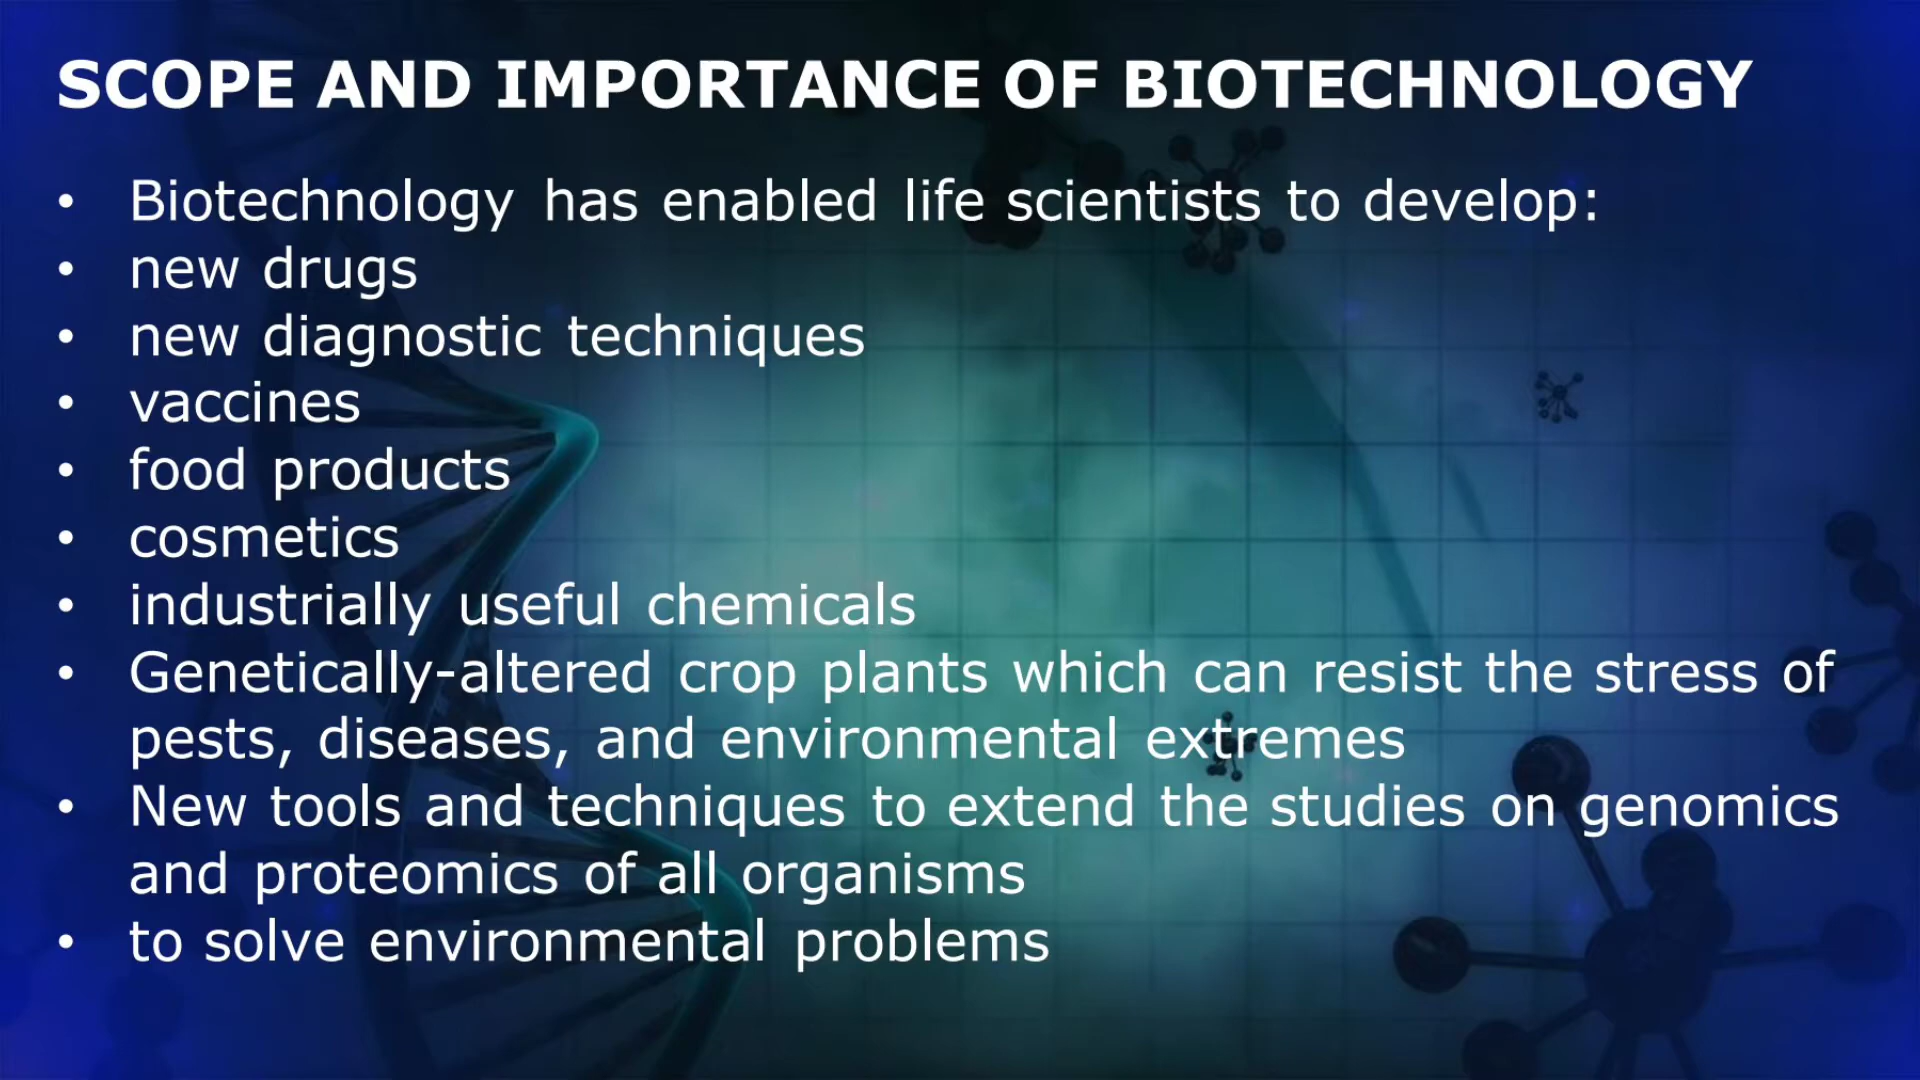 SCOPE AND IMPORTANCE OF BIOTECHNOLOGY
• Biotechnology has enabled life scientists to develop:
• new drugs
• new diagnostic techniques
• vaccines
• food products
• cosmetics
• industrially useful chemicals
• Genetically-altered crop plants which can resist the stress of
pests, diseases, and environmental extremes
• New tools and techniques to extend the studies on genomics
and proteomics of all organisms
• to solve environmental problems